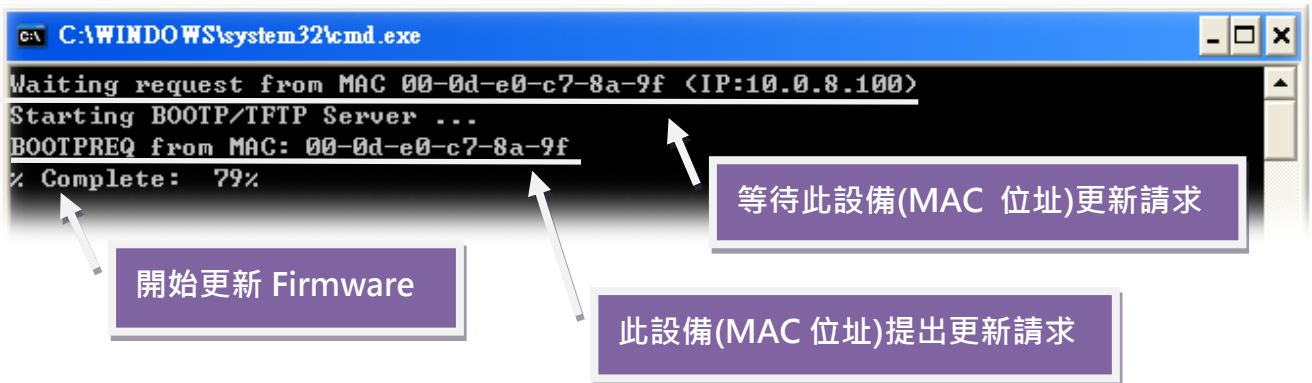 C:\WINDOWS\system32\cmd.exe
Waiting request from MAC 00-0d-e0-c7-8a-9f (IP:10.0.8.100)
Starting BOOTP/TFTP Server ...
BOOTPREQ from MAC: 00-0d-e0-c7-8a-9f
% Complete: 79%
等待此設備(MAC 位址)更新請求
開始更新 Firmware
此設備(MAC 位址)提出更新請求